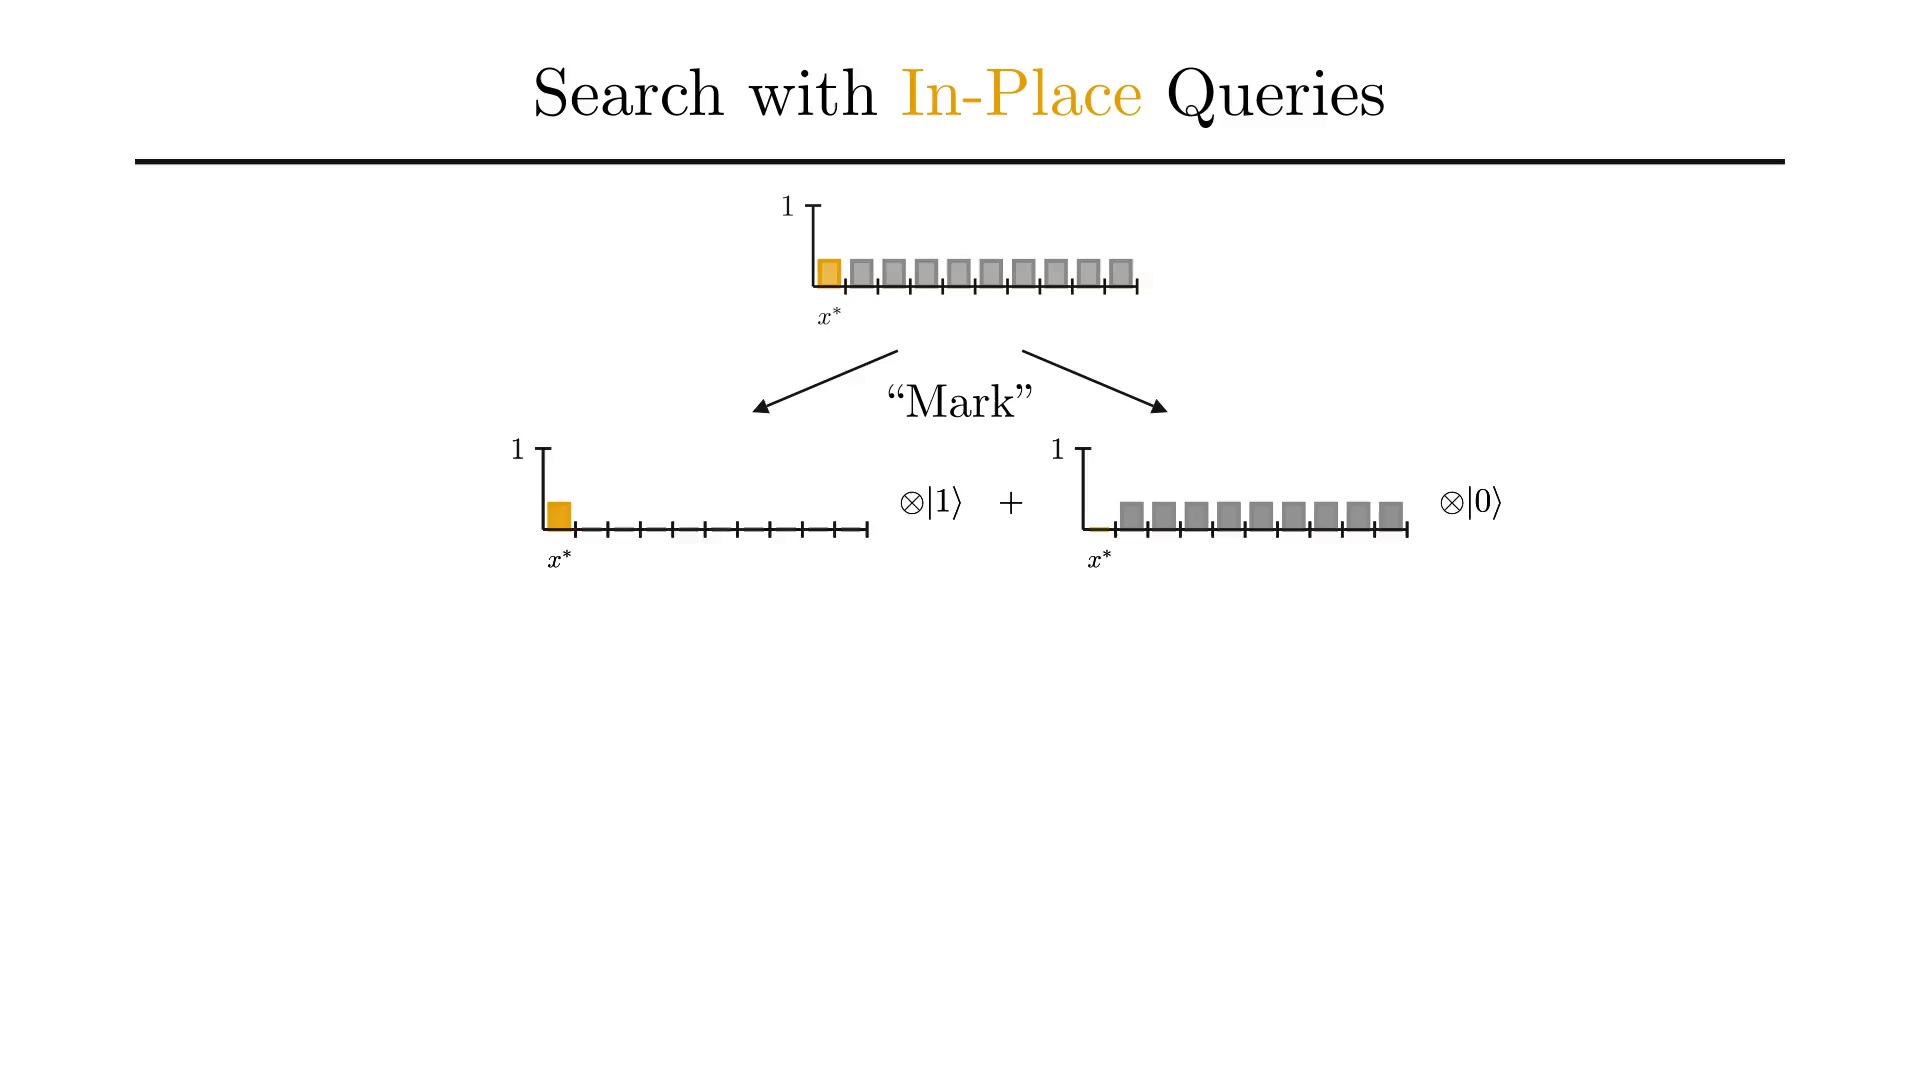 Search with In-Place Queries
1
x*
“Mark”
1
⊗|1⟩ +
1
⊗|0⟩
x*
x*